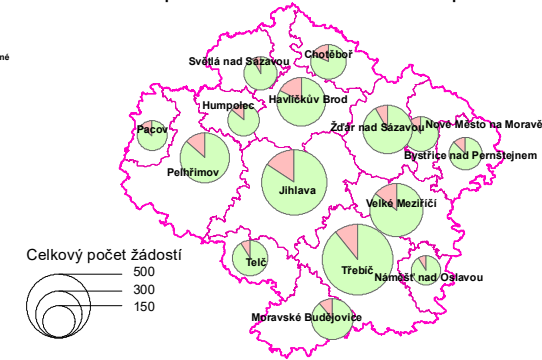 né
Chotěboř
Světlá nad Sázavou
Havlíčkův Brod
Humpolec
Pacov
Žďár nad Sázavou
Nové Město na Moravě
Bystřice nad Pernštejnem
Pelhřimov
Jihlava
Velké Meziříčí
Telč
Třebíč
Náměšť nad Oslavou
Moravské Budějovice
Celkový počet žádostí
500
300
150